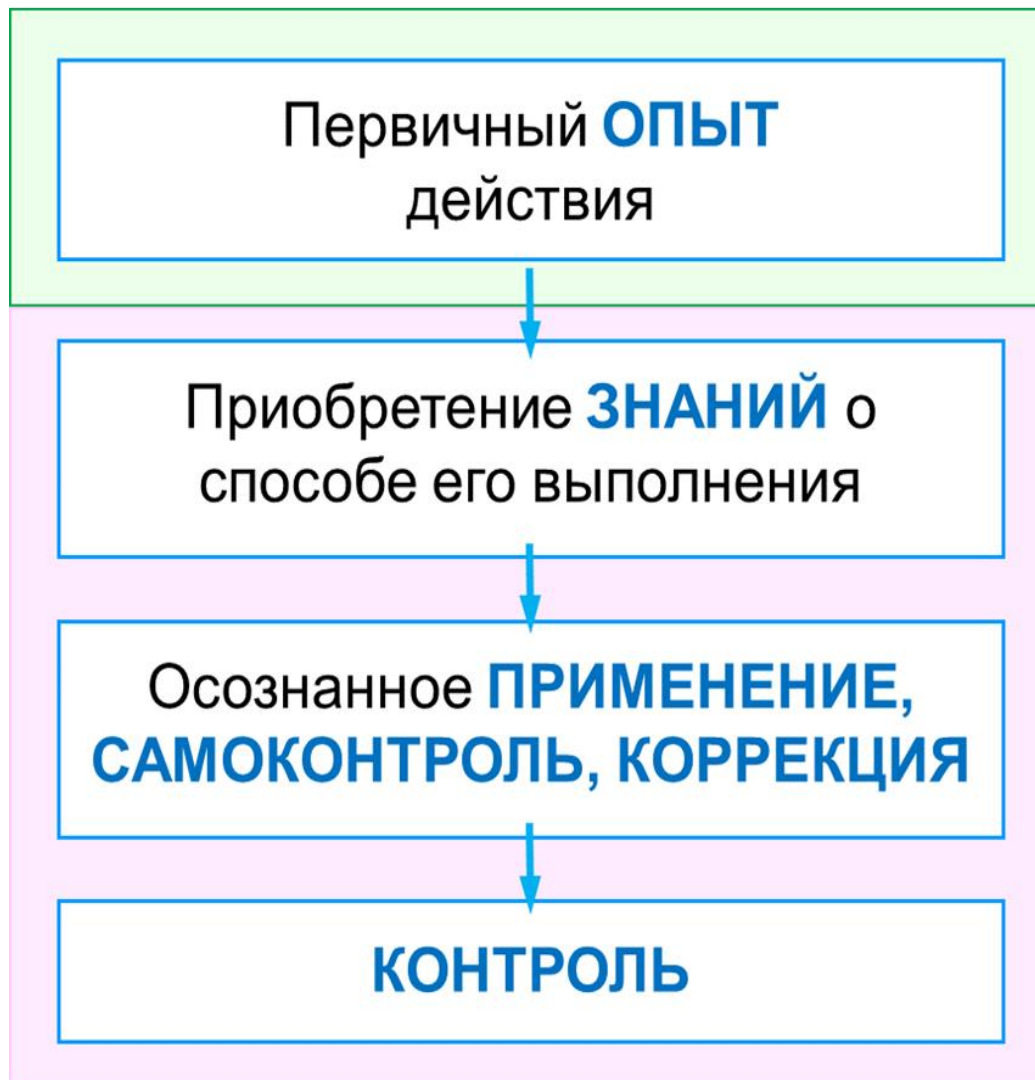 Первичный ОПЫТ
действия
Приобретение ЗНАНИЙ о
способе его выполнения
Осознанное ПРИМЕНЕНИЕ,
САМОКОНТРОЛЬ, КОРРЕКЦИЯ
КОНТРОЛЬ